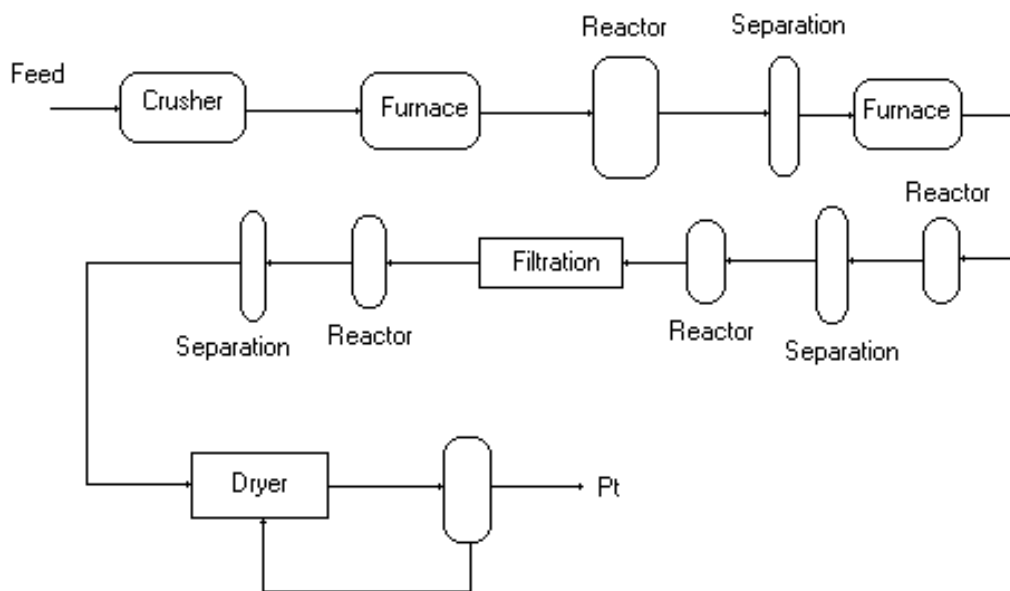 Feed
Crusher
Furnace
Reactor
Separation
Furnace
Reactor
Separation
Reactor
Filtration
Reactor
Separation
Dryer
Pt